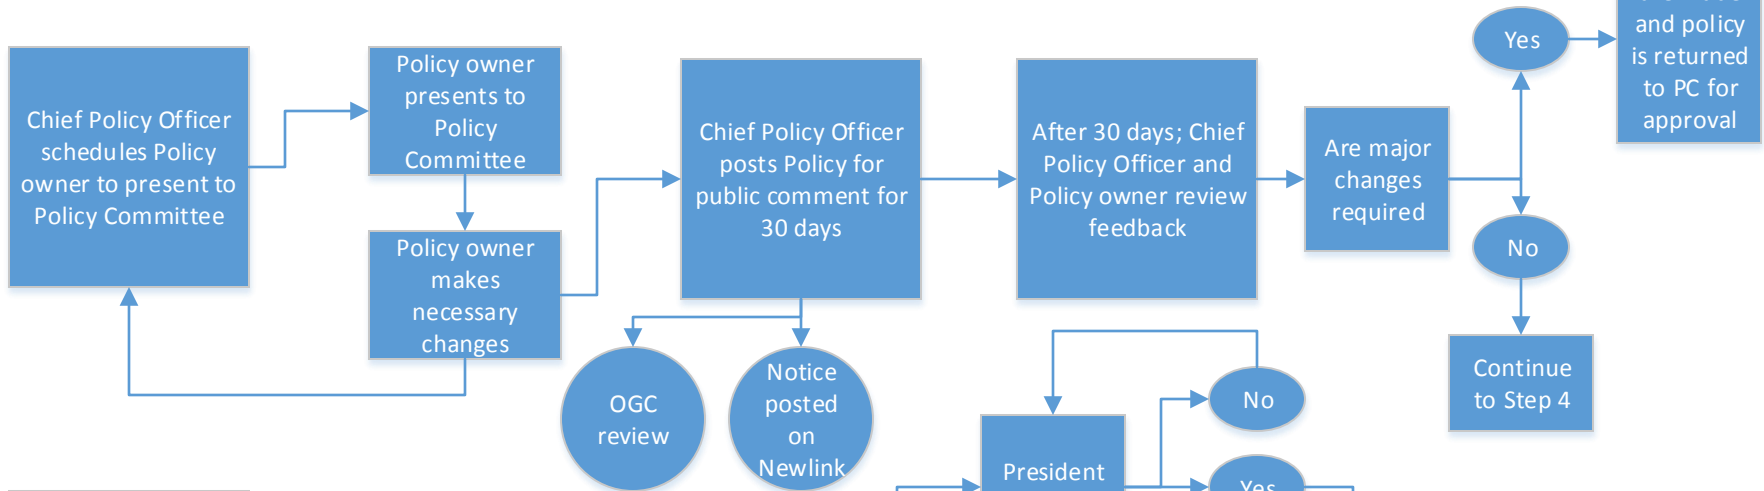 Chief Policy Officer
schedules Policy
owner to present to
Policy Committee
Policy owner
presents to
Policy
Committee
Policy owner
makes
necessary
changes
Chief Policy Officer
posts Policy for
public comment for
30 days
OGC
review
Notice
posted
on
Newlink
After 30 days; Chief
Policy Officer and
Policy owner review
feedback
Are major
changes
required
Yes
and policy
is returned
to PC for
approval
No
Continue
to Step 4
President
No
Yes